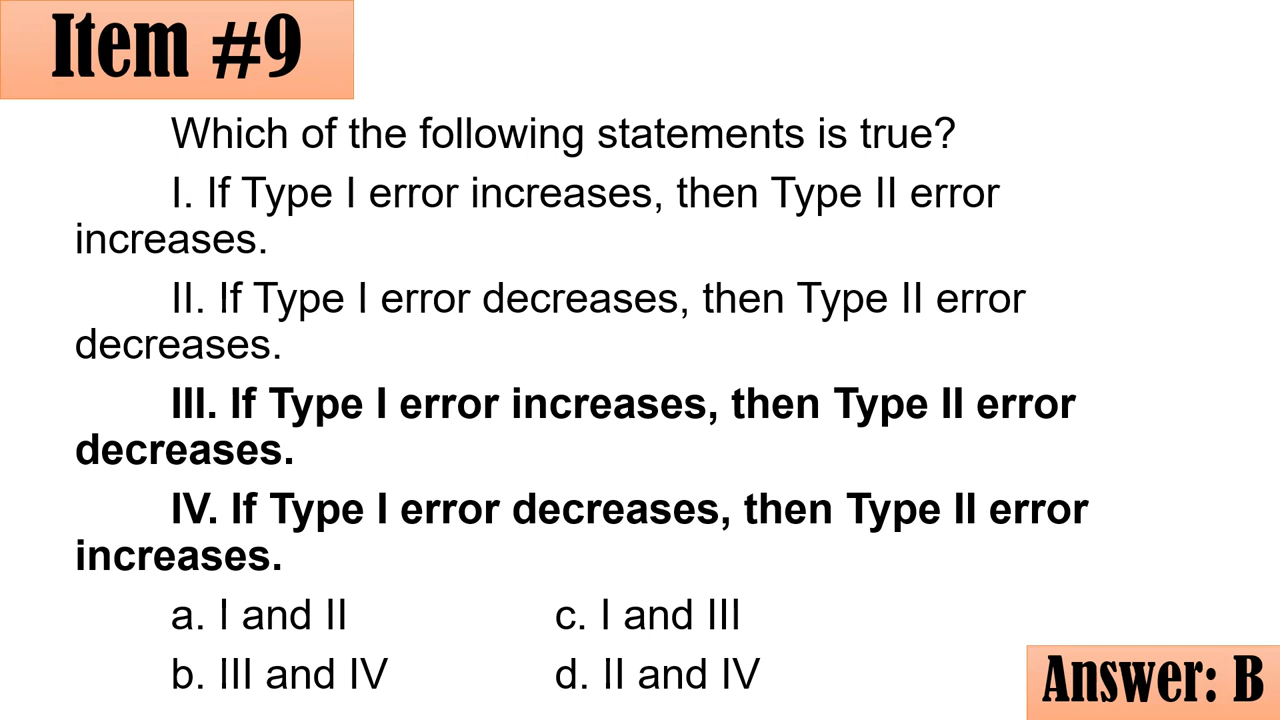 Item #9
Which of the following statements is true?
I. If Type I error increases, then Type II error
increases.
II. If Type I error decreases, then Type II error
decreases.
III. If Type I error increases, then Type II error
decreases.
IV. If Type I error decreases, then Type II error
increases.
a. I and II c. I and III
b. III and IV d. II and IV
Answer: B